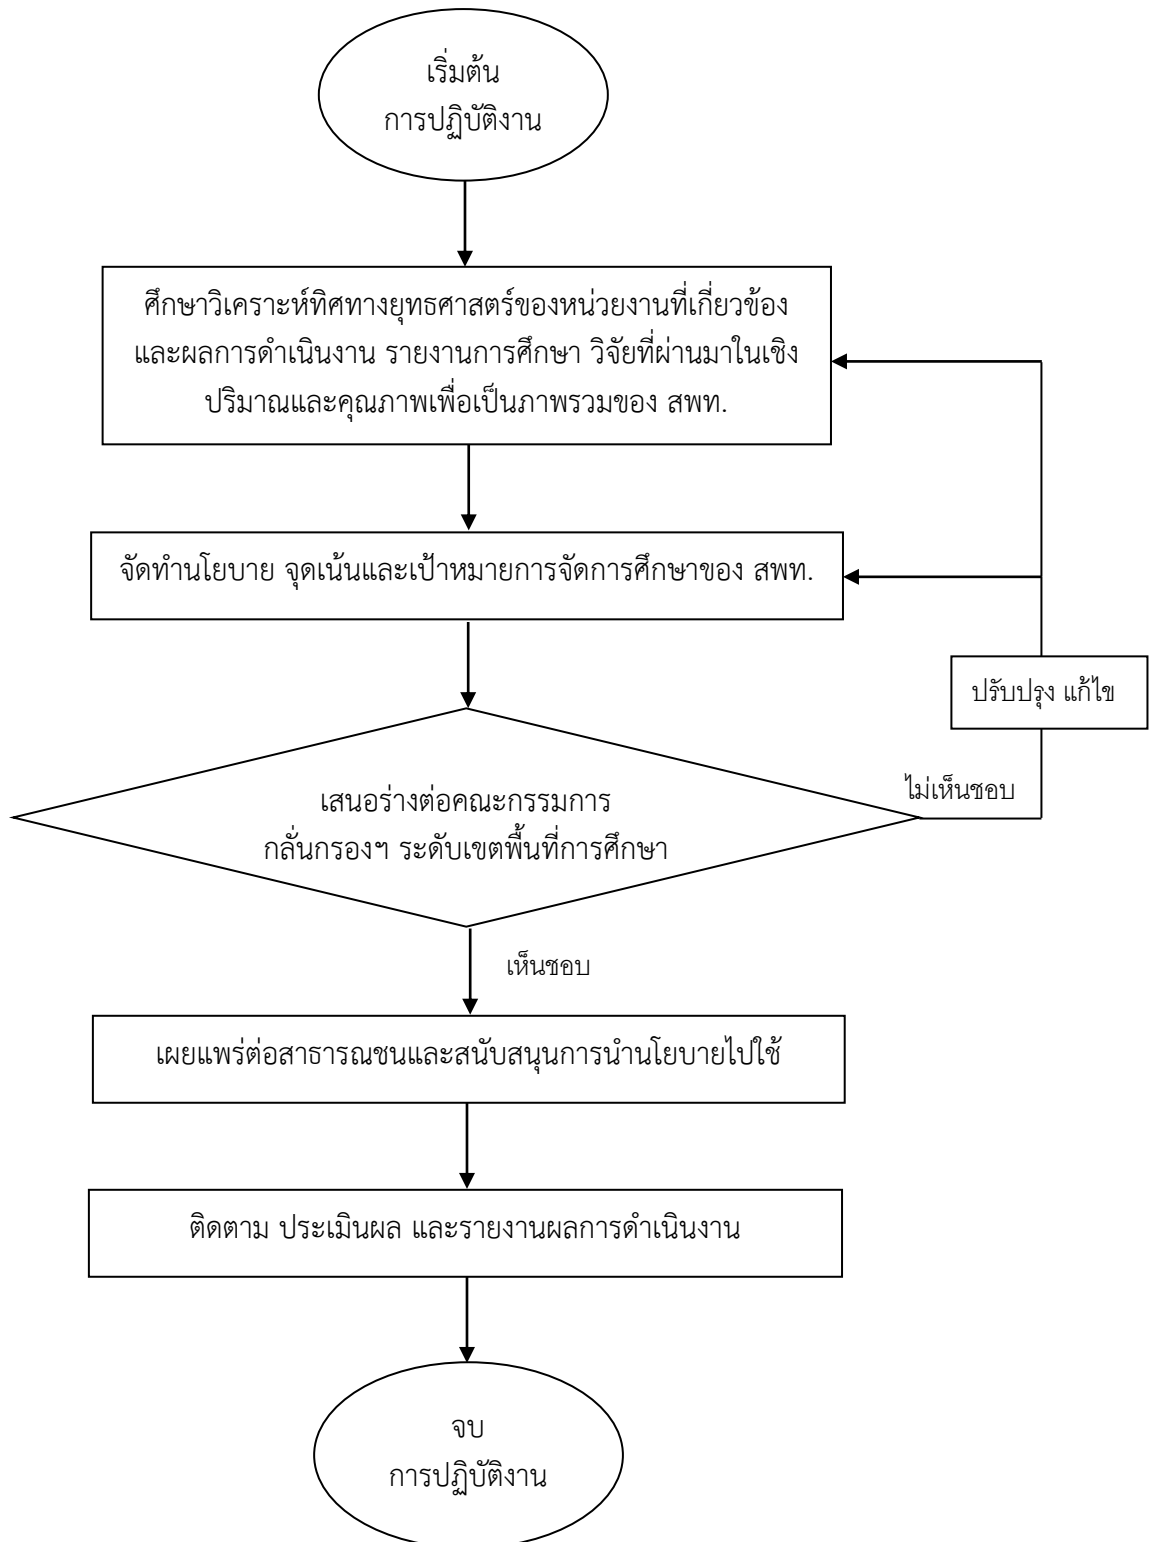 เริ่มต้น
การปฏิบัติงาน
ศึกษาวิเคราะห์ทิศทางยุทธศาสตร์ของหน่วยงานที่เกี่ยวข้อง
และผลการดำเนินงาน รายงานการศึกษา วิจัยที่ผ่านมาในเชิง
ปริมาณและคุณภาพเพื่อเป็นภาพรวมของ สพท.
จัดทำนโยบาย จุดเน้นและเป้าหมายการจัดการศึกษาของ สพท.
ปรับปรุง แก้ไข
ไม่เห็นชอบ
เสนอร่างต่อคณะกรรมการ
กลั่นกรองฯ ระดับเขตพื้นที่การศึกษา
เห็นชอบ
เผยแพร่ต่อสาธารณชนและสนับสนุนการนำนโยบายไปใช้
ติดตาม ประเมินผล และรายงานผลการดำเนินงาน
จบ
การปฏิบัติงาน